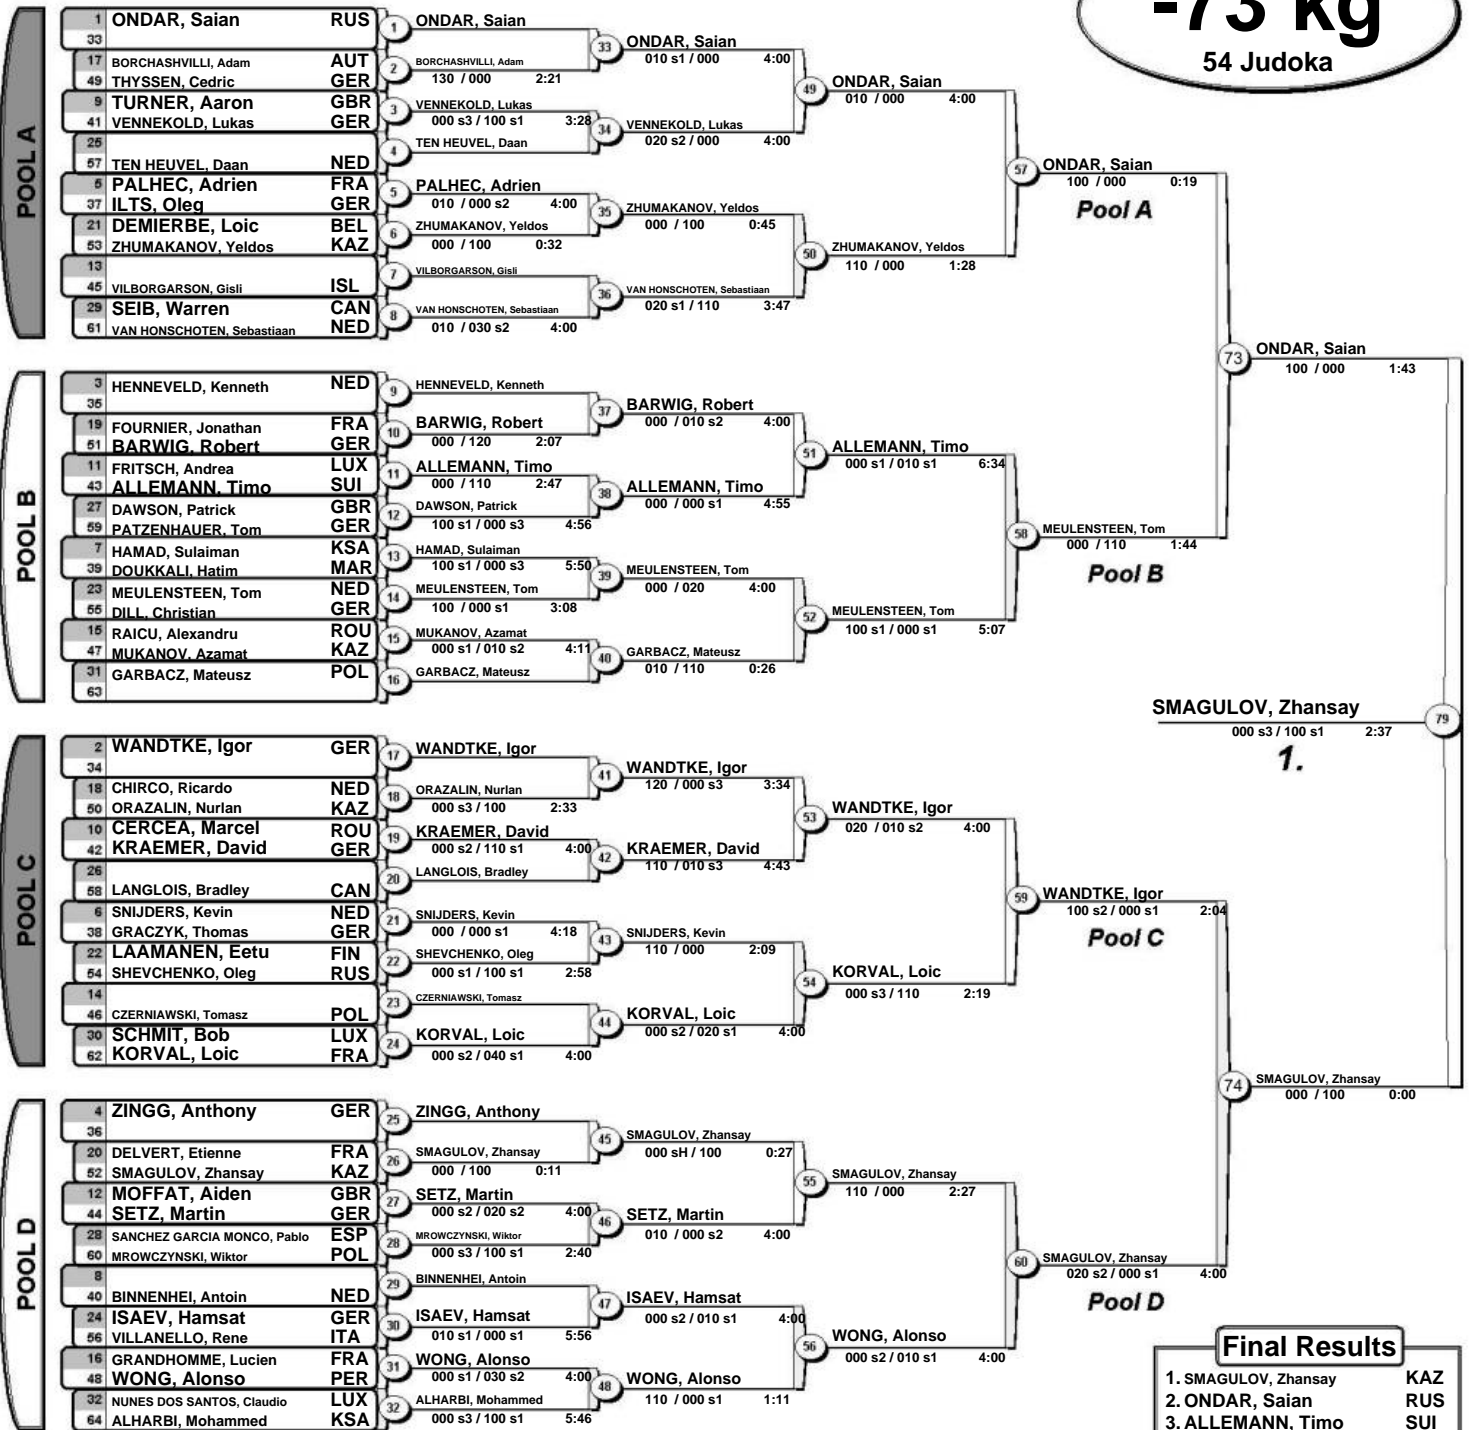 -73 kg
54 Judoka
POOL A
1 ONDAR, Saian RUS
33
17 BORCHASHVILLI, Adam AUT
49 THYSSEN, Cedric GER
9 TURNER, Aaron GBR
41 VENNEKOLD, Lukas GER
25
57 TEN HEUVEL, Daan NED
5 PALHEC, Adrien FRA
37 ILTS, Oleg GER
21 DEMIERBE, Loic BEL
53 ZHUMAKANOV, Yeldos KAZ
13
45 VILBORGARSON, Gisli ISL
29 SEIB, Warren CAN
61 VAN HONSCHOTEN, Sebastiaan NED
1 ONDAR, Saian
2 BORCHASHVILLI, Adam
130 / 000 2:21
3 VENNEKOLD, Lukas
000 s3 / 100 s1 3:28
4 TEN HEUVEL, Daan
5 PALHEC, Adrien
010 / 000 s2 4:00
6 ZHUMAKANOV, Yeldos
000 / 100 0:32
7 VILBORGARSON, Gisli
8 VAN HONSCHOTEN, Sebastiaan
010 / 030 s2 4:00
33 ONDAR, Saian
010 s1 / 000 4:00
34 VENNEKOLD, Lukas
020 s2 / 000 4:00
35 ZHUMAKANOV, Yeldos
000 / 100 0:45
36 VAN HONSCHOTEN, Sebastiaan
020 s1 / 110 3:47
49 ONDAR, Saian
010 / 000 4:00
50 ZHUMAKANOV, Yeldos
110 / 000 1:28
57 ONDAR, Saian
100 / 000 0:19
Pool A
POOL B
3 HENNEVELD, Kenneth NED
35
19 FOURNIER, Jonathan FRA
51 BARWIG, Robert GER
11 FRITSCH, Andrea LUX
43 ALLEMANN, Timo SUI
27 DAWSON, Patrick GBR
59 PATZENHAUER, Tom GER
7 HAMAD, Sulaiman KSA
39 DOUKKALI, Hatim MAR
23 MEULENSTEEN, Tom NED
55 DILL, Christian GER
15 RAICU, Alexandru ROU
47 MUKANOV, Azamat KAZ
31 GARBACZ, Mateusz POL
63
9 HENNEVELD, Kenneth
10 BARWIG, Robert
000 / 120 2:07
11 ALLEMANN, Timo
000 / 110 2:47
12 DAWSON, Patrick
100 s1 / 000 s3 4:56
13 HAMAD, Sulaiman
100 s1 / 000 s3 5:50
14 MEULENSTEEN, Tom
100 / 000 s1 3:08
15 MUKANOV, Azamat
000 s1 / 010 s2 4:11
16 GARBACZ, Mateusz
37 BARWIG, Robert
000 / 010 s2 4:00
38 ALLEMANN, Timo
000 / 000 s1 4:55
39 MEULENSTEEN, Tom
000 / 020 4:00
40 GARBACZ, Mateusz
010 / 110 0:26
51 ALLEMANN, Timo
000 s1 / 010 s1 6:34
52 MEULENSTEEN, Tom
100 s1 / 000 s1 5:07
58 MEULENSTEEN, Tom
000 / 110 1:44
Pool B
73 ONDAR, Saian
100 / 000 1:43
SMAGULOV, Zhansay 79
000 s3 / 100 s1 2:37
1.
POOL C
2 WANDTKE, Igor GER
34
18 CHIRCO, Ricardo NED
50 ORAZALIN, Nurlan KAZ
10 CERCEA, Marcel ROU
42 KRAEMER, David GER
26
58 LANGLOIS, Bradley CAN
6 SNIJDERS, Kevin NED
38 GRACZYK, Thomas GER
22 LAAMANEN, Eetu FIN
54 SHEVCHENKO, Oleg RUS
14
46 CZERNIAWSKI, Tomasz POL
30 SCHMIT, Bob LUX
62 KORVAL, Loic FRA
17 WANDTKE, Igor
18 ORAZALIN, Nurlan
000 s3 / 100 2:33
19 KRAEMER, David
000 s2 / 110 s1 4:00
20 LANGLOIS, Bradley
21 SNIJDERS, Kevin
000 / 000 s1 4:18
22 SHEVCHENKO, Oleg
000 s1 / 100 s1 2:58
23 CZERNIAWSKI, Tomasz
24 KORVAL, Loic
000 s2 / 040 s1 4:00
41 WANDTKE, Igor
120 / 000 s3 3:34
42 KRAEMER, David
110 / 010 s3 4:43
43 SNIJDERS, Kevin
110 / 000 2:09
44 KORVAL, Loic
000 s2 / 020 s1 4:00
53 WANDTKE, Igor
020 / 010 s2 4:00
54 KORVAL, Loic
000 s3 / 110 2:19
59 WANDTKE, Igor
100 s2 / 000 s1 2:04
Pool C
74 SMAGULOV, Zhansay
000 / 100 0:00
POOL D
4 ZINGG, Anthony GER
36
20 DELVERT, Etienne FRA
52 SMAGULOV, Zhansay KAZ
12 MOFFAT, Aiden GBR
44 SETZ, Martin GER
28 SANCHEZ GARCIA MONCO, Pablo ESP
60 MROWCZYNSKI, Wiktor POL
8
40 BINNENHEI, Antoin NED
24 ISAEV, Hamsat GER
56 VILLANELLO, Rene ITA
16 GRANDHOMME, Lucien FRA
48 WONG, Alonso PER
32 NUNES DOS SANTOS, Claudio LUX
64 ALHARBI, Mohammed KSA
25 ZINGG, Anthony
26 SMAGULOV, Zhansay
000 / 100 0:11
27 SETZ, Martin
000 s2 / 020 s2 4:00
28 MROWCZYNSKI, Wiktor
000 s3 / 100 s1 2:40
29 BINNENHEI, Antoin
30 ISAEV, Hamsat
010 s1 / 000 s1 5:56
31 WONG, Alonso
000 s1 / 030 s2 4:00
32 ALHARBI, Mohammed
000 s3 / 100 s1 5:46
45 SMAGULOV, Zhansay
000 sH / 100 0:27
46 SETZ, Martin
010 / 000 s2 4:00
47 ISAEV, Hamsat
000 s2 / 010 s1 4:00
48 WONG, Alonso
110 / 000 s1 1:11
55 SMAGULOV, Zhansay
110 / 000 2:27
56 WONG, Alonso
000 s2 / 010 s1 4:00
60 SMAGULOV, Zhansay
020 s2 / 000 s1 4:00
Pool D
Final Results
1. SMAGULOV, Zhansay KAZ
2. ONDAR, Saian RUS
3. ALLEMANN, Timo SUI